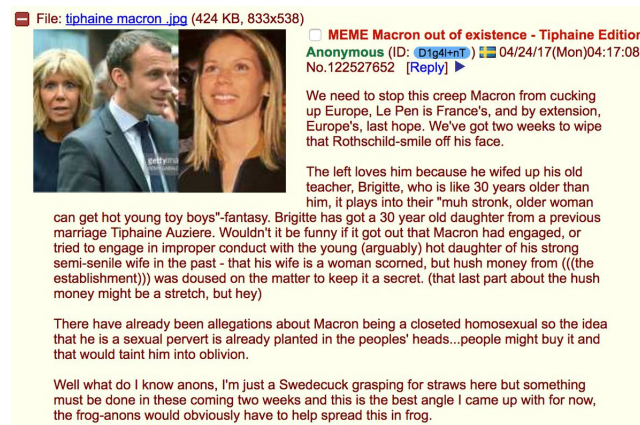 File: tiphaine macron .jpg (424 KB, 833x538)
MEME Macron out of existence - Tiphaine Edition
Anonymous (ID: D1g4l+nT) 04/24/17(Mon)04:17:08
No.122527652 [Reply]
We need to stop this creep Macron from cucking
up Europe, Le Pen is France's, and by extension,
Europe's, last hope. We've got two weeks to wipe
that Rothschild-smile off his face.
The left loves him because he wifed up his old
teacher, Brigitte, who is like 30 years older than
him, it plays into their "muh stronk, older woman
can get hot young toy boys"-fantasy. Brigitte has got a 30 year old daughter from a previous
marriage Tiphaine Auziere. Wouldn't it be funny if it got out that Macron had engaged, or
tried to engage in improper conduct with the young (arguably) hot daughter of his strong
semi-senile wife in the past - that his wife is a woman scorned, but hush money from (((the
establishment))) was doused on the matter to keep it a secret. (that last part about the hush
money might be a stretch, but hey)
There have already been allegations about Macron being a closeted homosexual so the idea
that he is a sexual pervert is already planted in the peoples' heads...people might buy it and
that would taint him into oblivion.
Well what do I know anons, I'm just a Swedecuck grasping for straws here but something
must be done in these coming two weeks and this is the best angle I came up with for now,
the frog-anons would obviously have to help spread this in frog.